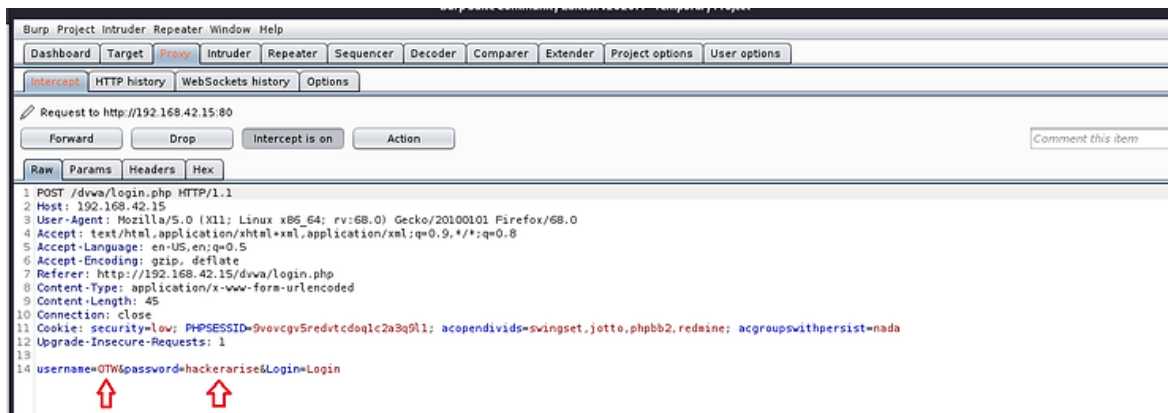 Burp Project Intruder Repeater Window Help
Dashboard Target Proxy Intruder Repeater Sequencer Decoder Comparer Extender Project options User options
Intercept HTTP history WebSockets history Options
Request to http://192.168.42.15:80
Forward Drop Intercept is on Action Comment this item
Raw Params Headers Hex
1 POST /dvwa/login.php HTTP/1.1
2 Host: 192.168.42.15
3 User-Agent: Mozilla/5.0 (X11; Linux x86_64; rv:68.0) Gecko/20100101 Firefox/68.0
4 Accept: text/html,application/xhtml+xml,application/xml;q=0.9,*/*;q=0.8
5 Accept-Language: en-US,en;q=0.5
6 Accept-Encoding: gzip, deflate
7 Referer: http://192.168.42.15/dvwa/login.php
8 Content-Type: application/x-www-form-urlencoded
9 Content-Length: 45
10 Connection: close
11 Cookie: security=low; PHPSESSID=9vovcgv5redvtcdoq1c2a3q9l1; acopendivids=swingset,jotto,phpbb2,redmine; acgroupswithpersist=nada
12 Upgrade-Insecure-Requests: 1
13
14 username=OTW&password=hackerarise&Login=Login